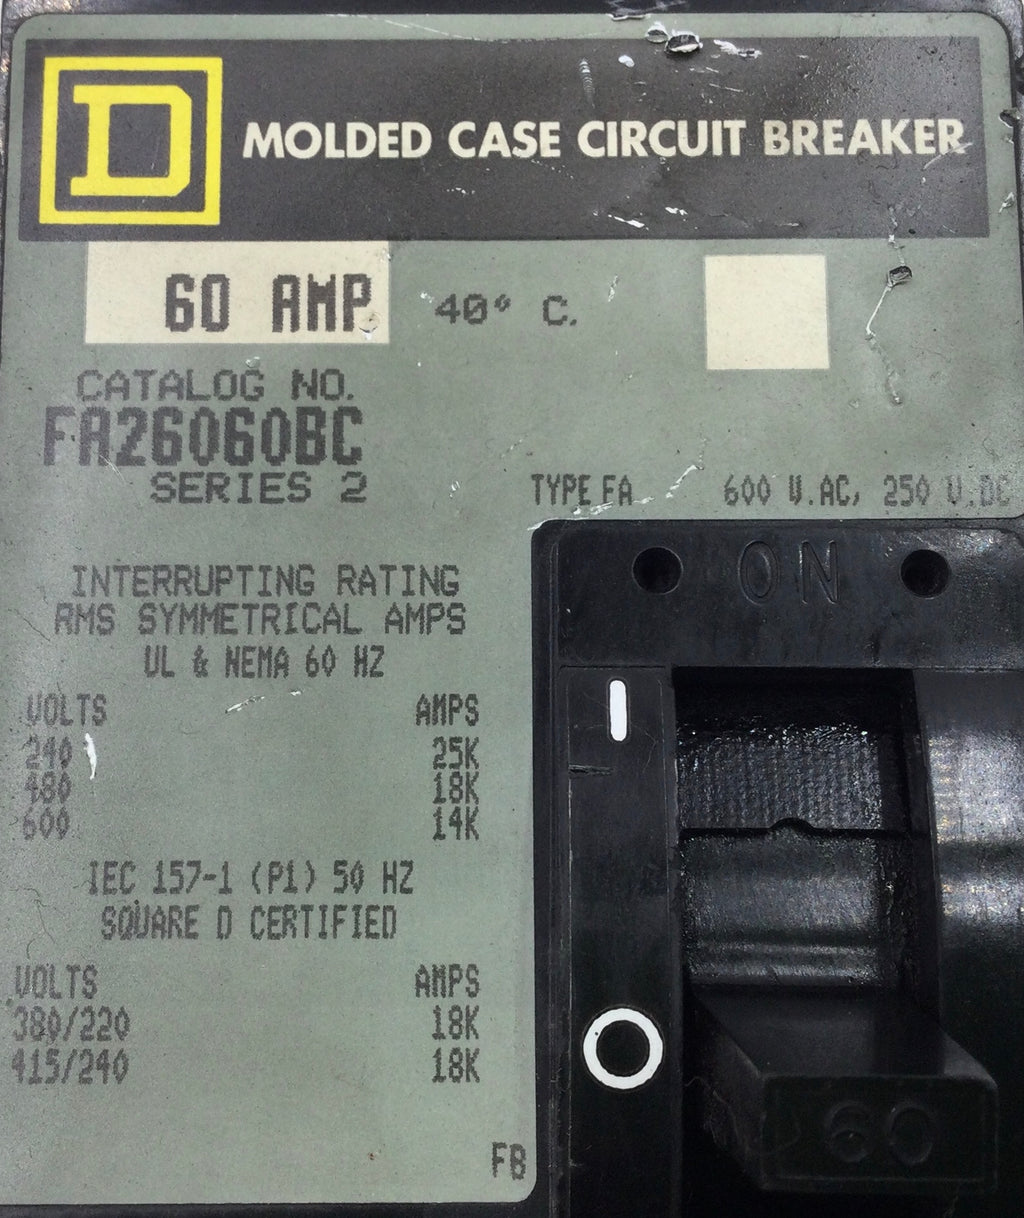 D
MOLDED CASE CIRCUIT BREAKER
60 AMP
40° C.
CATALOG NO.
FA26060BC
SERIES 2
TYPE FA 600 V.AC, 250 V.DC
INTERRUPTING RATING
RMS SYMMETRICAL AMPS
UL & NEMA 60 HZ
VOLTS AMPS
240 25K
480 18K
600 14K
IEC 157-1 (P1) 50 HZ
SQUARE D CERTIFIED
VOLTS AMPS
380/220 18K
415/240 18K
FB
ON
I
O
60